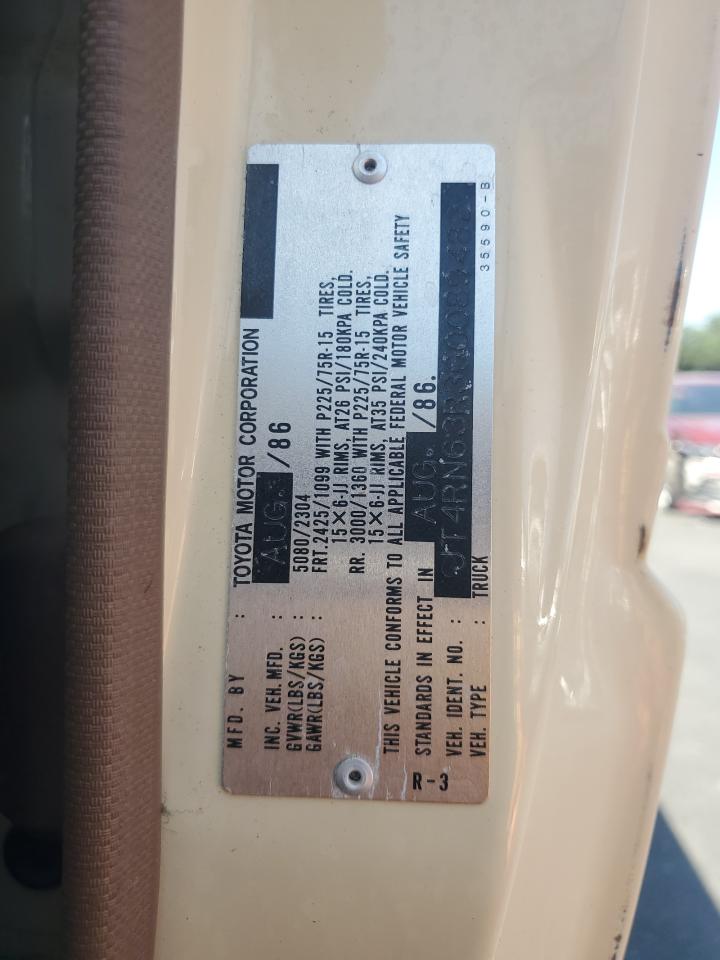 MFD. BY : TOYOTA MOTOR CORPORATION
INC. VEH. MFD. : AUG. /86
GVWR(LBS/KGS) : 5080/2304
GAWR(LBS/KGS) : FRT. 2425/1099 WITH P225/75R-15 TIRES,
15×6-JJ RIMS, AT26 PSI/180KPA COLD.
RR. 3000/1360 WITH P225/75R-15 TIRES,
15×6-JJ RIMS, AT35 PSI/240KPA COLD.
THIS VEHICLE CONFORMS TO ALL APPLICABLE FEDERAL MOTOR VEHICLE SAFETY
STANDARDS IN EFFECT IN AUG. /86.
VEH. IDENT. NO. :
VEH. TYPE : TRUCK
R-3
35590-B